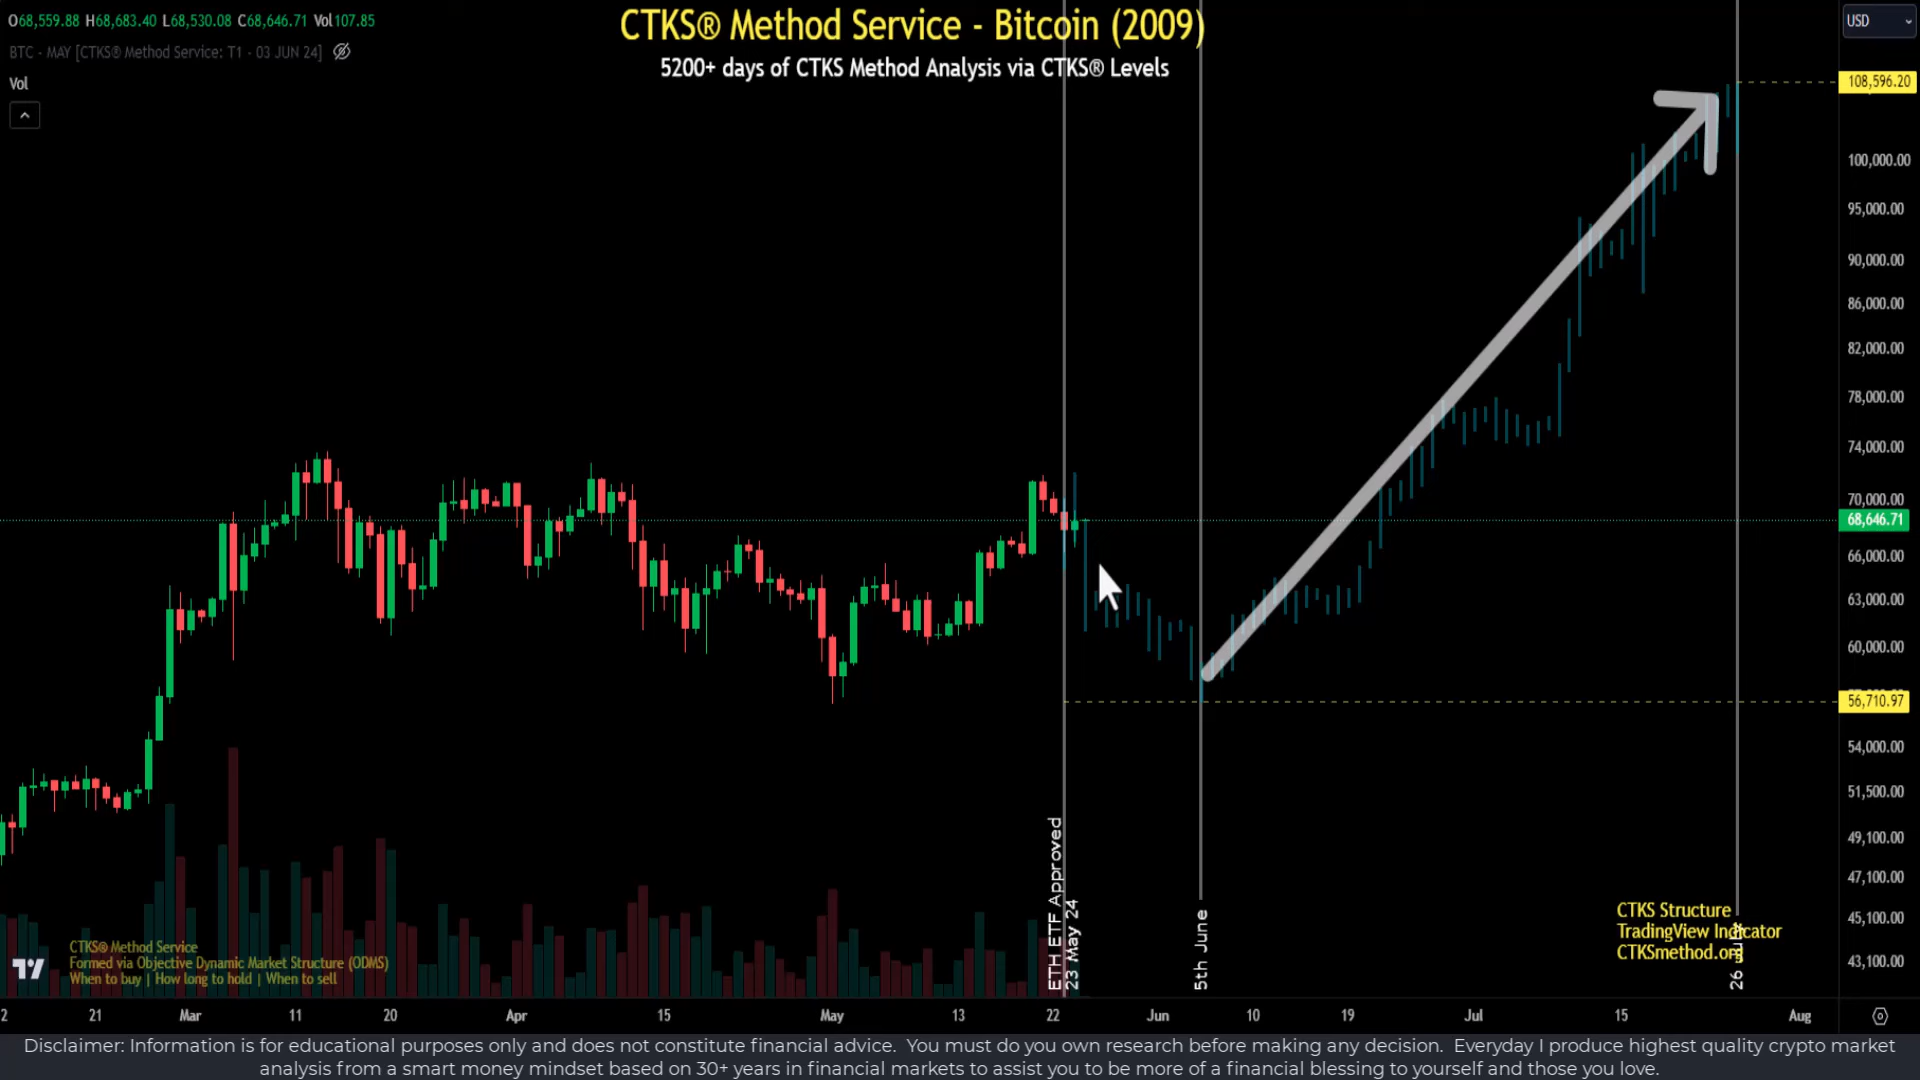 O68,559.88 H68,683.40 L68,530.08 C68,646.71 Vol107.85
CTKS® Method Service - Bitcoin (2009)
USD
BTC - MAY [CTKS® Method Service: T1 - 03 JUN 24]
5200+ days of CTKS Method Analysis via CTKS® Levels
Vol
108,596.20
100,000.00
95,000.00
90,000.00
86,000.00
82,000.00
78,000.00
74,000.00
70,000.00
68,646.71
66,000.00
63,000.00
60,000.00
56,710.97
54,000.00
51,500.00
49,100.00
47,100.00
45,100.00
43,100.00
ETH ETF Approved
23 May 24
5th June
26 July
CTKS Structure
TradingView Indicator
CTKSmethod.org
CTKS® Method Service
Formed via Objective Dynamic Market Structure (ODMS)
When to buy | How long to hold | When to sell
2 21 Mar 11 20 Apr 15 May 13 22 Jun 10 19 Jul 15 Aug
Disclaimer: Information is for educational purposes only and does not constitute financial advice. You must do you own research before making any decision. Everyday I produce highest quality crypto market
analysis from a smart money mindset based on 30+ years in financial markets to assist you to be more of a financial blessing to yourself and those you love.